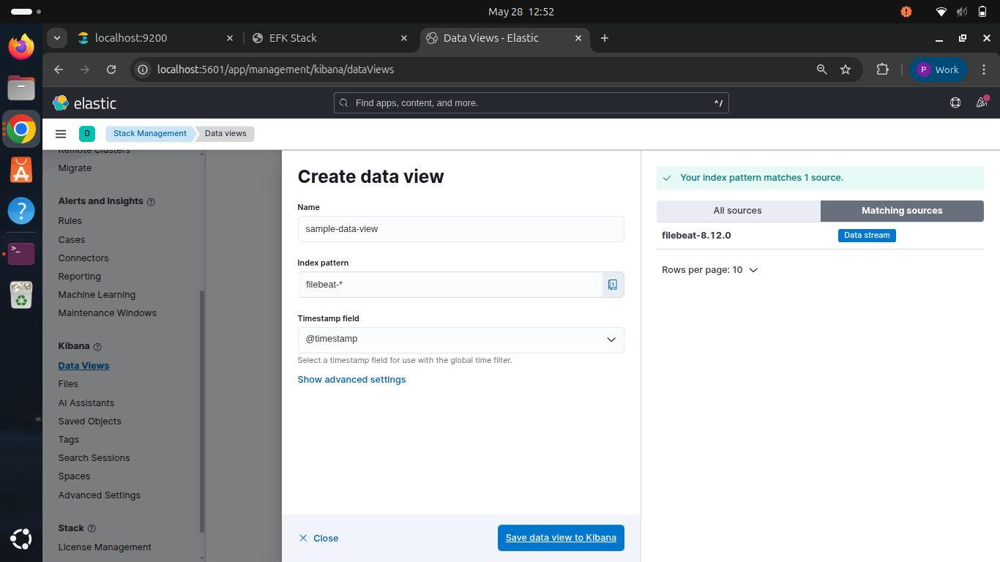 May 28 12:52
localhost:9200
EFK Stack
Data Views - Elastic
localhost:5601/app/management/kibana/dataViews
P Work
elastic
Find apps, content, and more.
^/
D
Stack Management
Data views
Remote Clusters
Migrate
Alerts and Insights
Rules
Cases
Connectors
Reporting
Machine Learning
Maintenance Windows
Kibana
Data Views
Files
AI Assistants
Saved Objects
Tags
Search Sessions
Spaces
Advanced Settings
Stack
License Management
Create data view
Name
sample-data-view
Index pattern
filebeat-*
Timestamp field
@timestamp
Select a timestamp field for use with the global time filter.
Show advanced settings
Close
Save data view to Kibana
Your index pattern matches 1 source.
All sources
Matching sources
filebeat-8.12.0
Data stream
Rows per page: 10